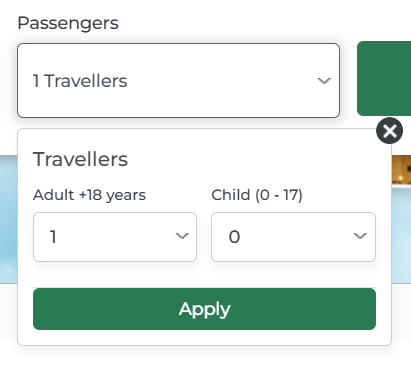 Passengers
1 Travellers
Travellers
Adult +18 years Child (0 - 17)
1 0
Apply